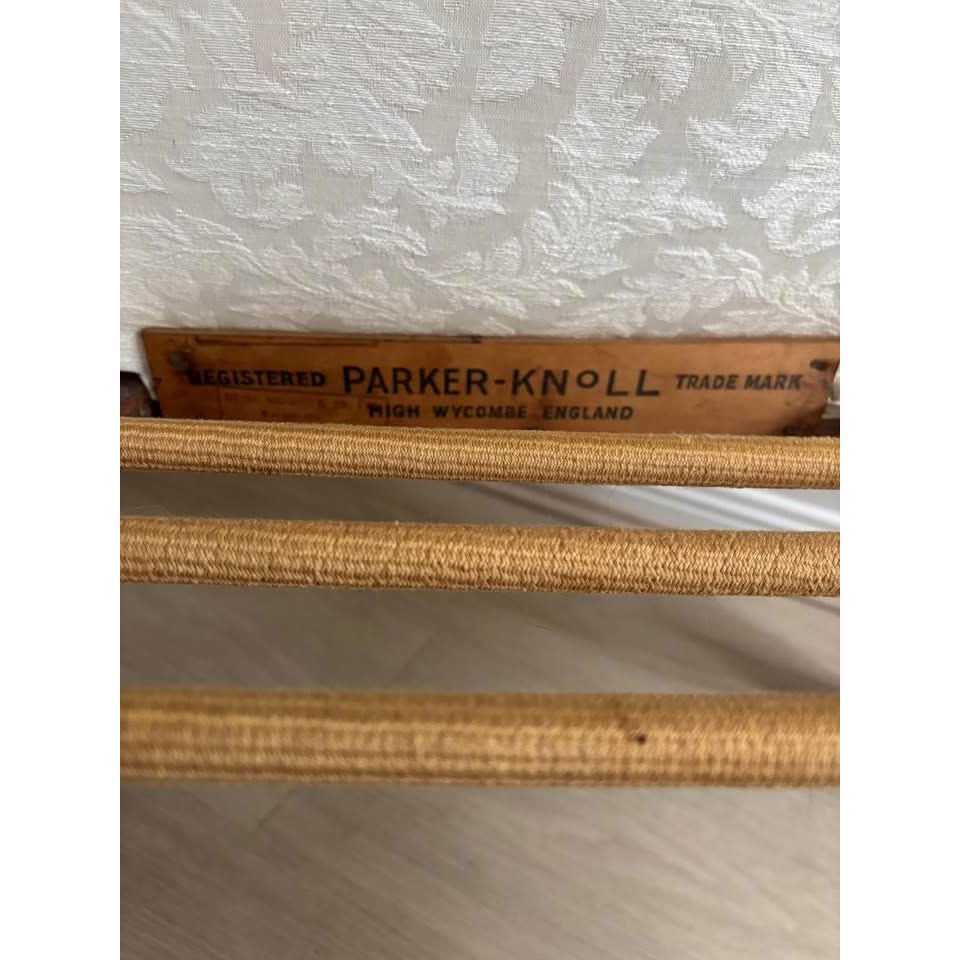 REGISTERED PARKER-KNOLL TRADE MARK
HIGH WYCOMBE ENGLAND